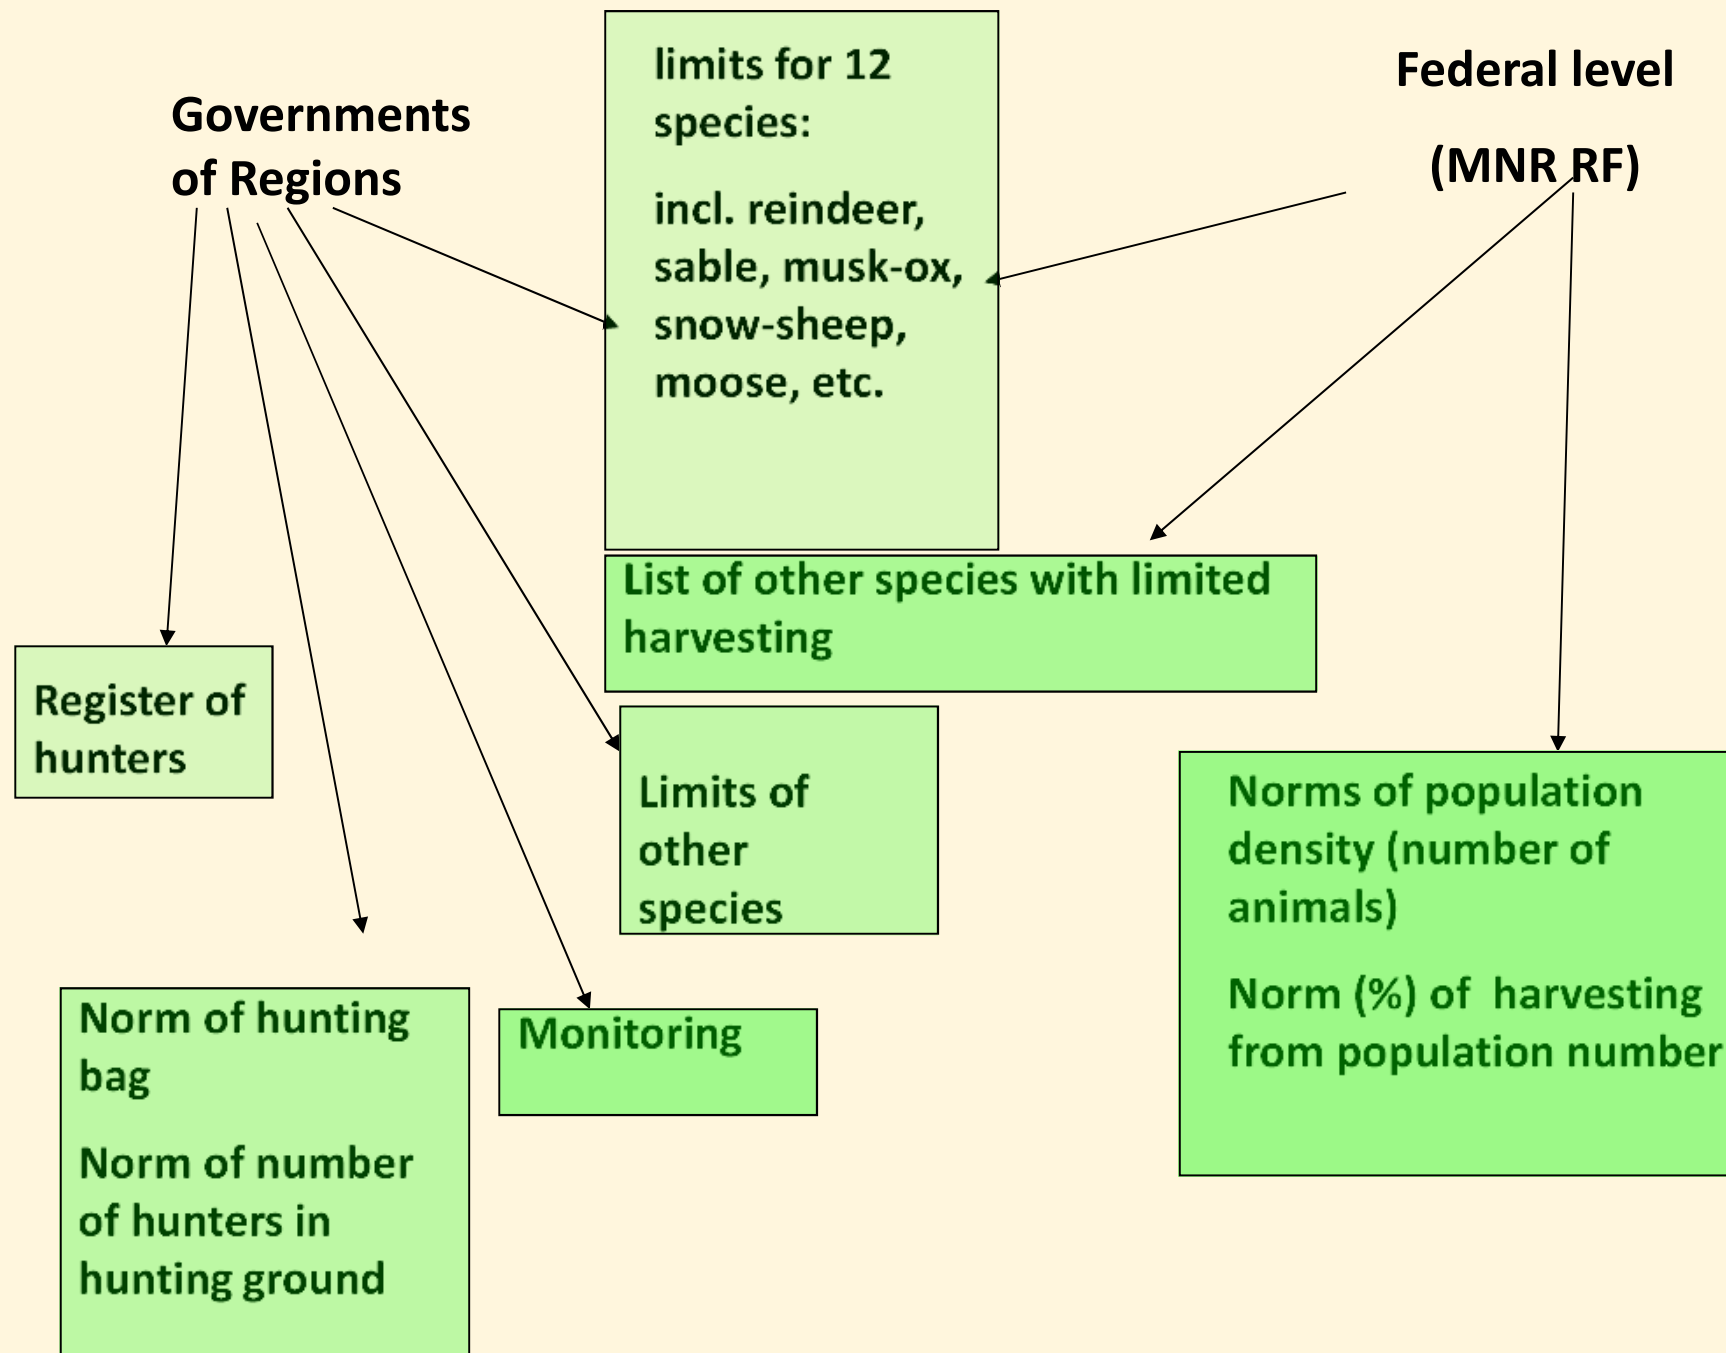 limits for 12
species:
incl. reindeer,
sable, musk-ox,
snow-sheep,
moose, etc.
Governments
of Regions
Federal level
(MNR RF)
List of other species with limited
harvesting
Register of
hunters
Limits of
other
species
Norms of population
density (number of
animals)
Norm (%) of harvesting
from population number
Norm of hunting
bag
Norm of number
of hunters in
hunting ground
Monitoring